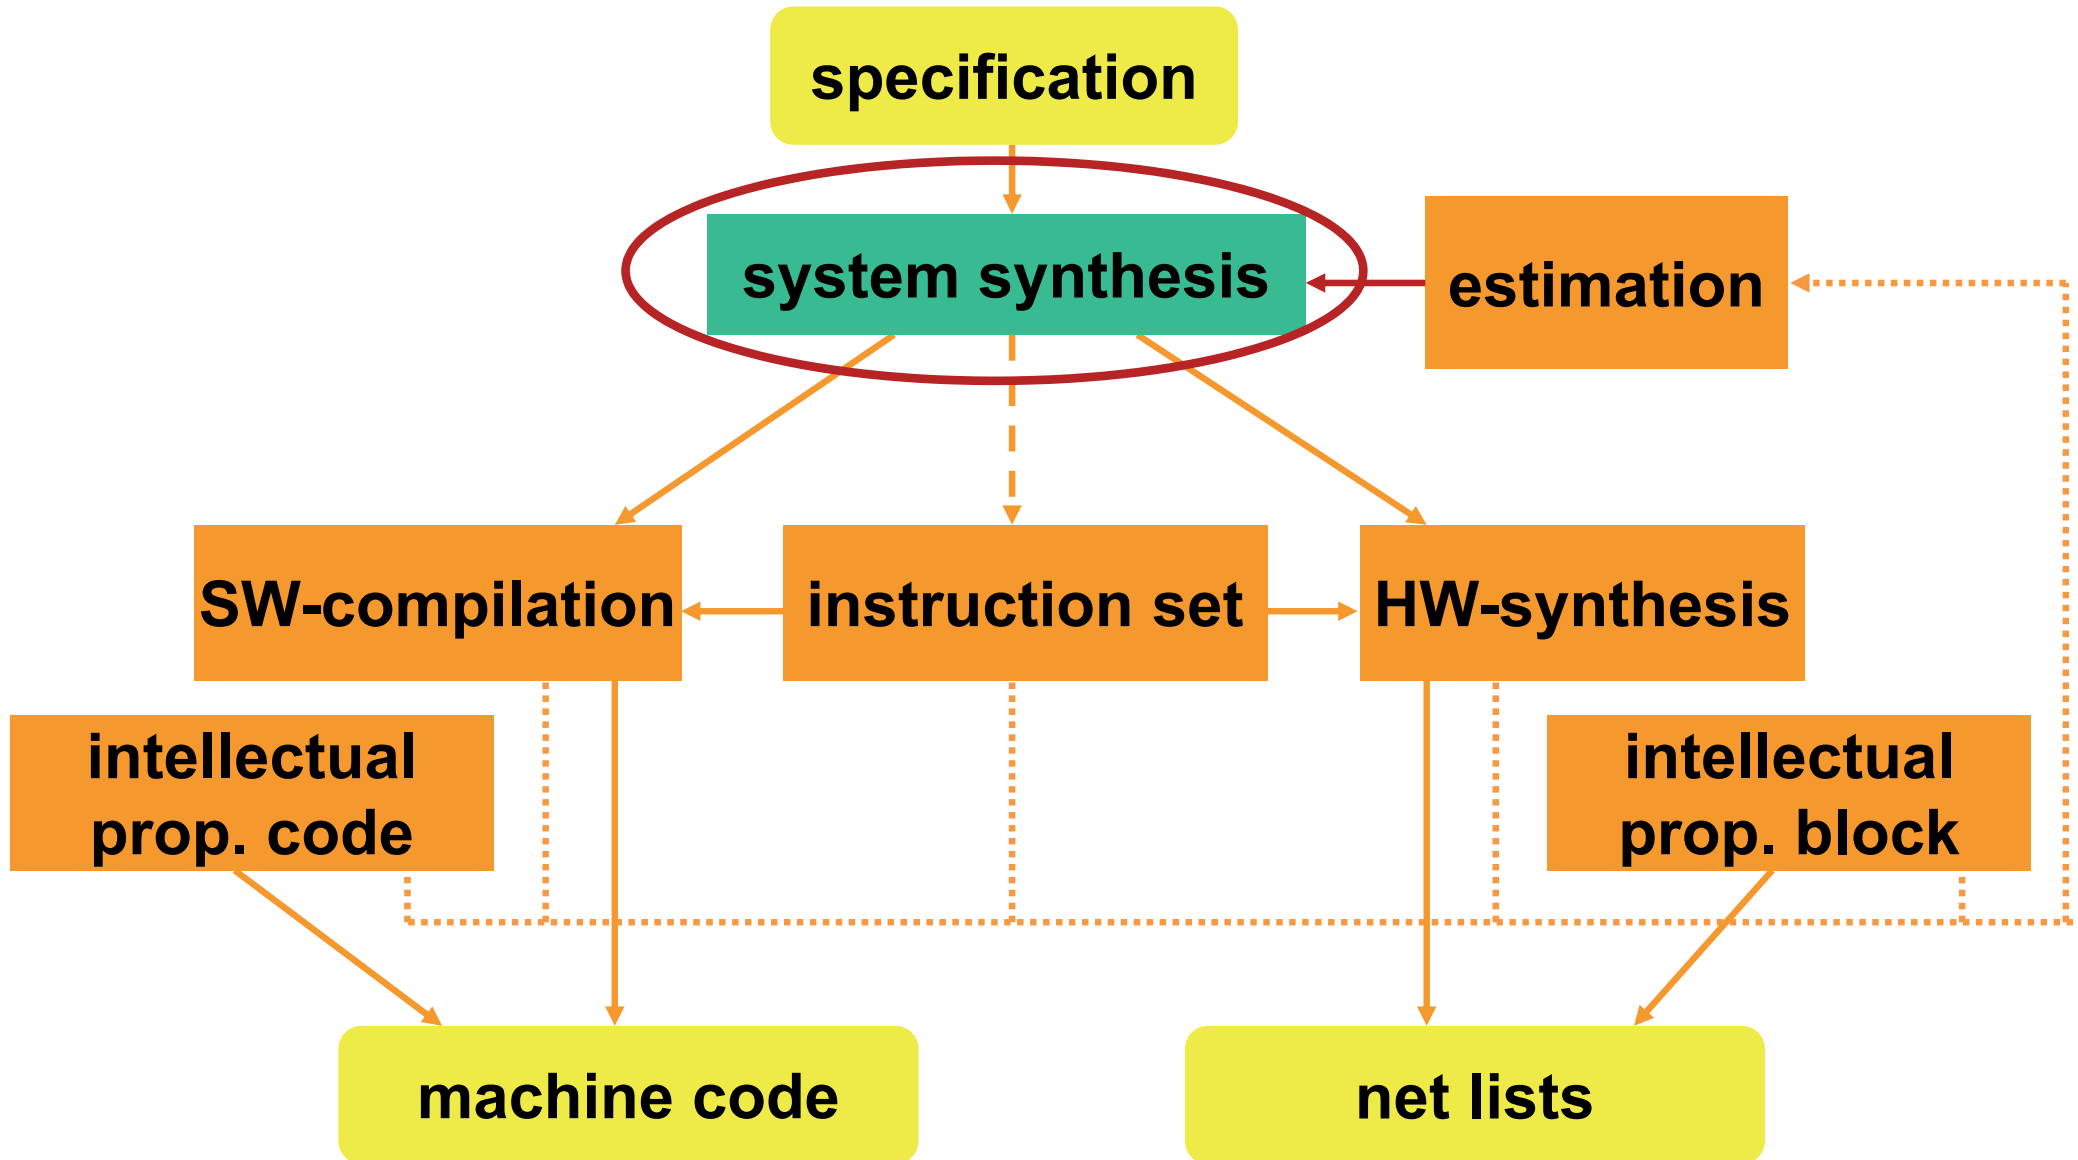 specification
system synthesis
estimation
SW-compilation
instruction set
HW-synthesis
intellectual
prop. code
intellectual
prop. block
machine code
net lists